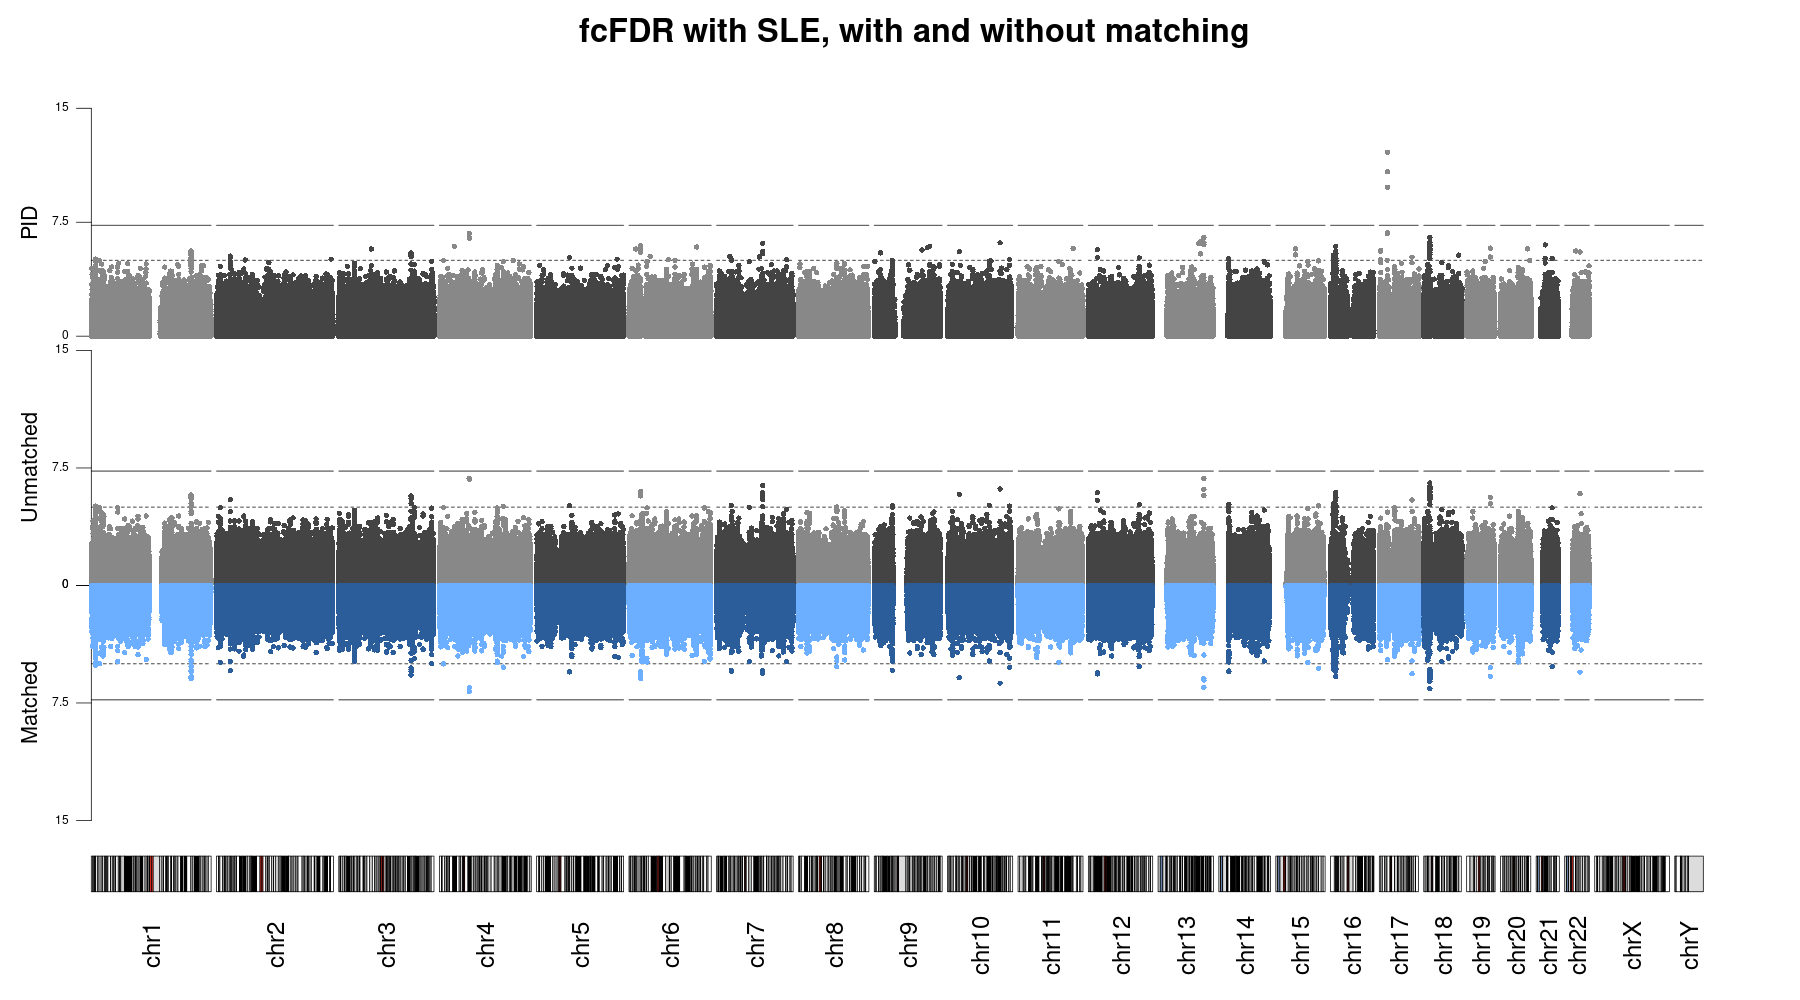 fcFDR with SLE, with and without matching
15
PID
7.5
0
15
Unmatched
7.5
0
Matched
7.5
15
chr1 chr2 chr3 chr4 chr5 chr6 chr7 chr8 chr9 chr10 chr11 chr12 chr13 chr14 chr15 chr16 chr17 chr18 chr19 chr20 chr21 chr22 chrX chrY